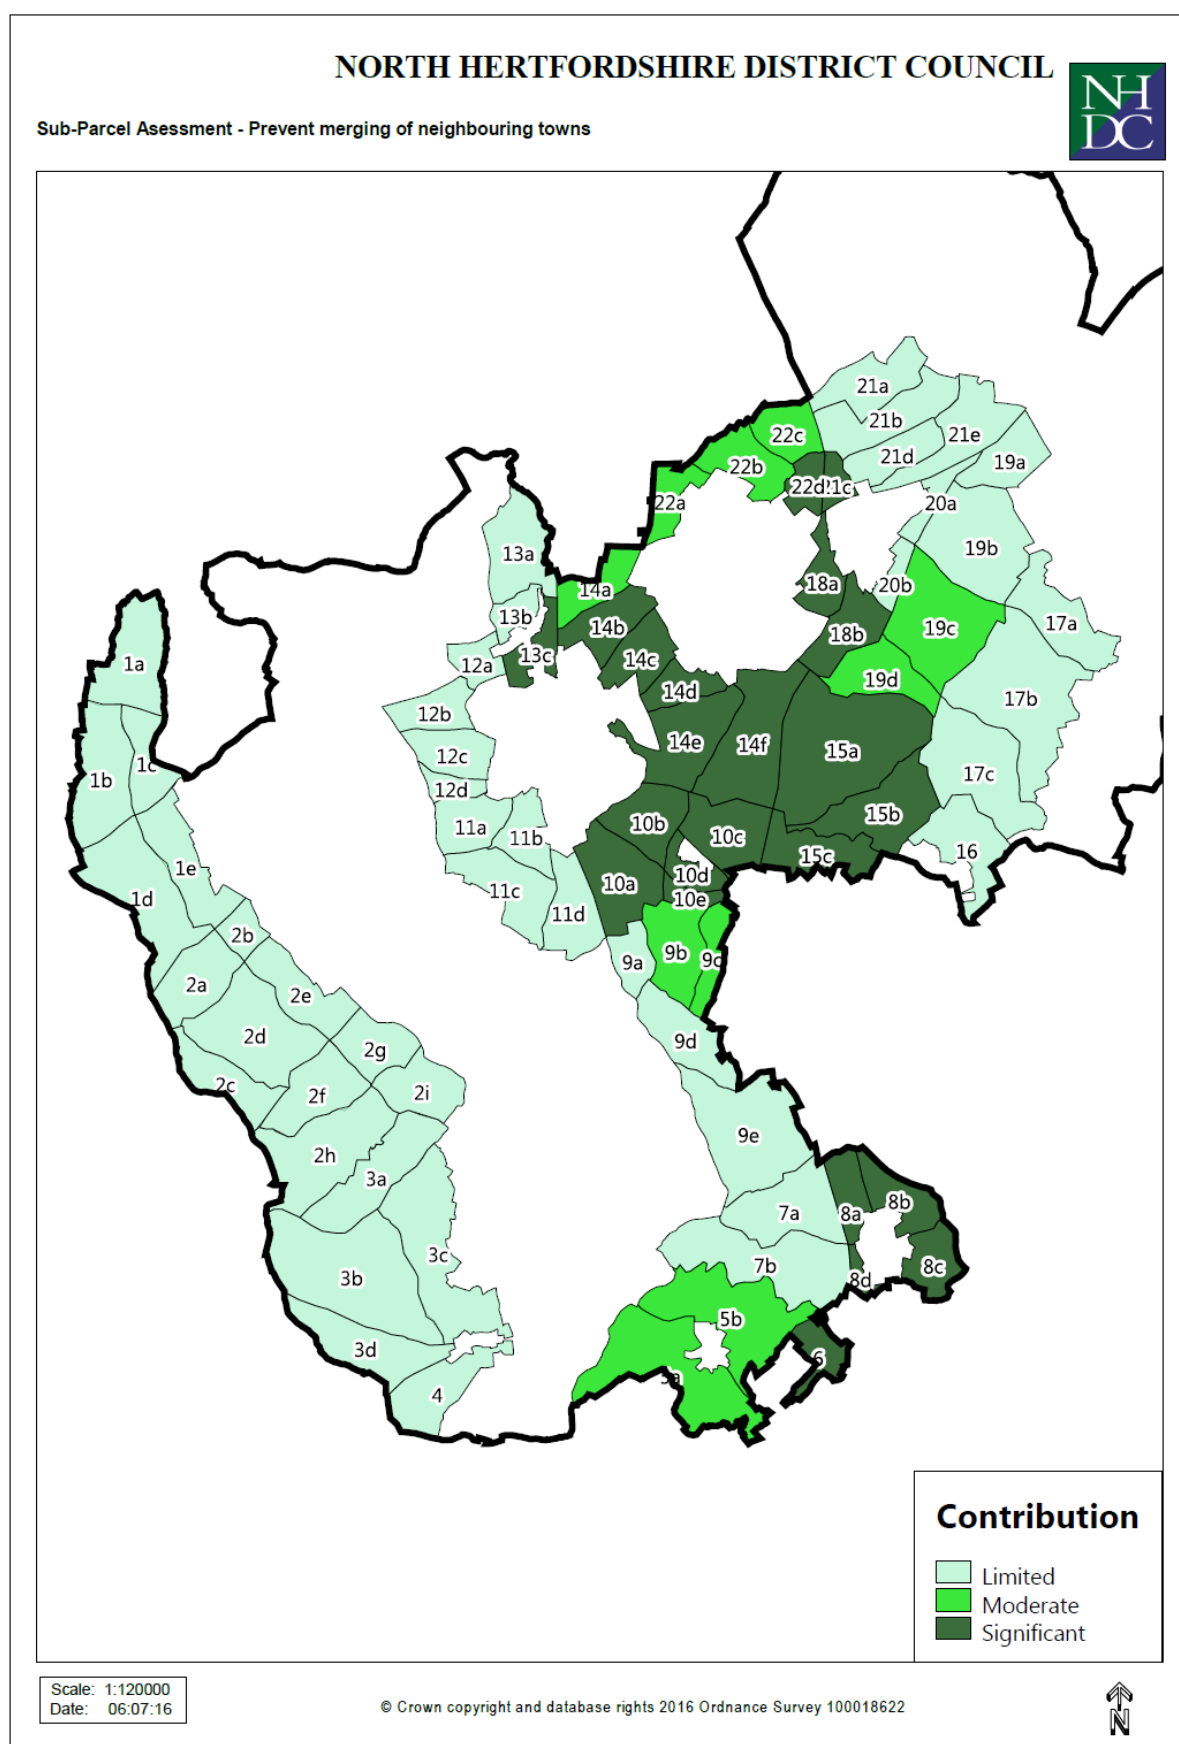 NORTH HERTFORDSHIRE DISTRICT COUNCIL
NH
DC
Sub-Parcel Asessment - Prevent merging of neighbouring towns
21a
21b
22c
21e
21d
22b
19a
22d
21c
22a
20a
13a
19b
18a
20b
14a
13b
17a
14b
18b
19c
13c
14c
12a
1a
19d
14d
17b
12b
14e
14f
15a
12c
1c
17c
1b
12d
15b
10b
11a
11b
10c
16
15c
1e
10d
10a
11c
1d
10e
11d
2b
9b
9c
9a
2a
2e
2d
9d
2g
2c
2i
2f
9e
2h
3a
8b
7a
8a
3c
7b
8c
3b
8d
5b
3d
6
5a
4
Contribution
Limited
Moderate
Significant
Scale: 1:120000
Date: 06:07:16
© Crown copyright and database rights 2016 Ordnance Survey 100018622
N